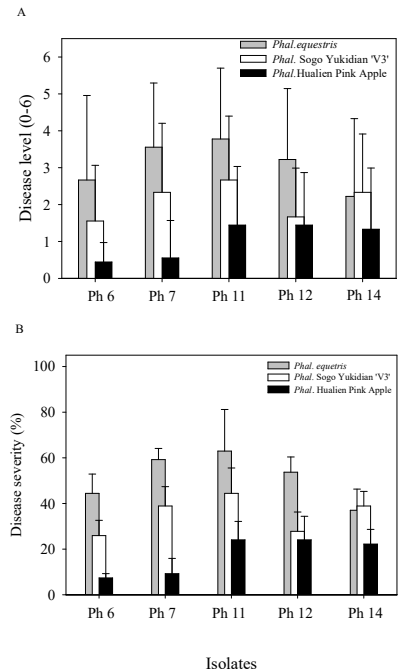 A
Disease level (0-6)
6
5
4
3
2
1
0
Phal.equestris
Phal. Sogo Yukidian 'V3'
Phal.Hualien Pink Apple
Ph 6
Ph 7
Ph 11
Ph 12
Ph 14
B
Disease severity (%)
100
80
60
40
20
0
Phal. equetris
Phal. Sogo Yukidian 'V3'
Phal. Hualien Pink Apple
Ph 6
Ph 7
Ph 11
Ph 12
Ph 14
Isolates